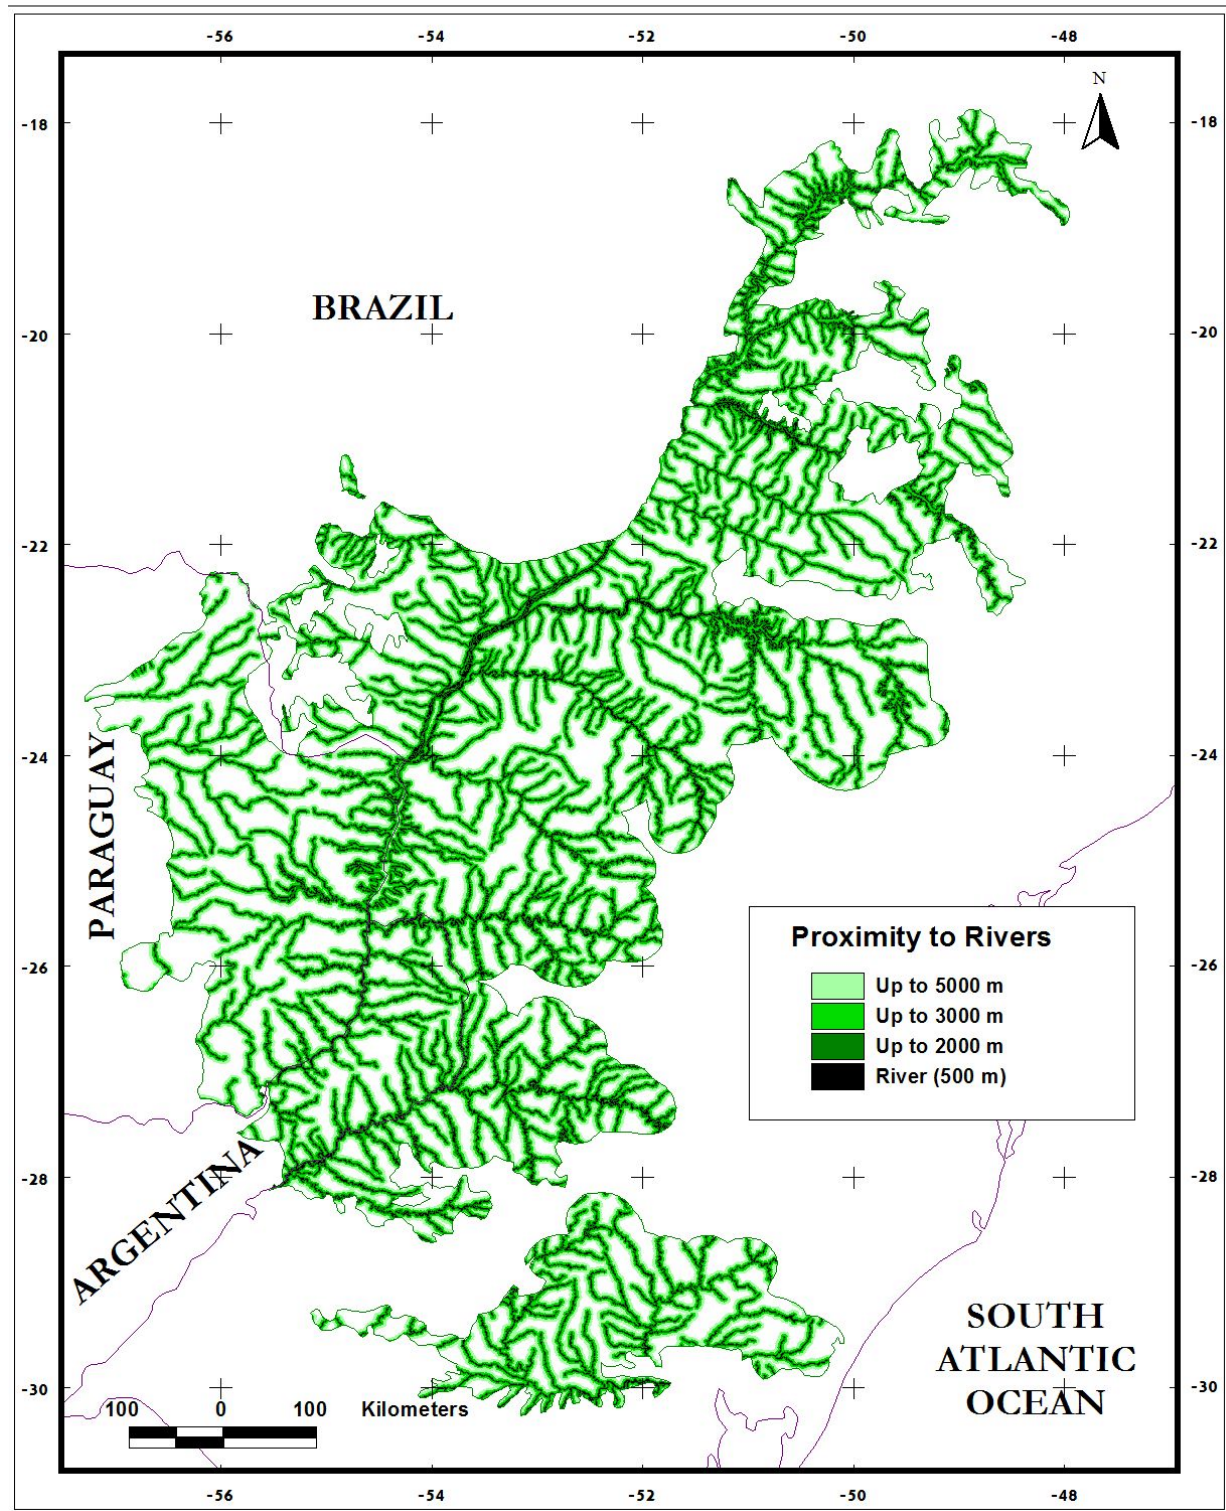 -56 -54 -52 -50 -48
N
-18 -18
BRAZIL
-20 -20
-22 -22
-24 -24
PARAGUAY
Proximity to Rivers
-26 -26
Up to 5000 m
Up to 3000 m
Up to 2000 m
River (500 m)
ARGENTINA
-28 -28
SOUTH
ATLANTIC
OCEAN
-30 -30
100 0 100 Kilometers
-56 -54 -52 -50 -48